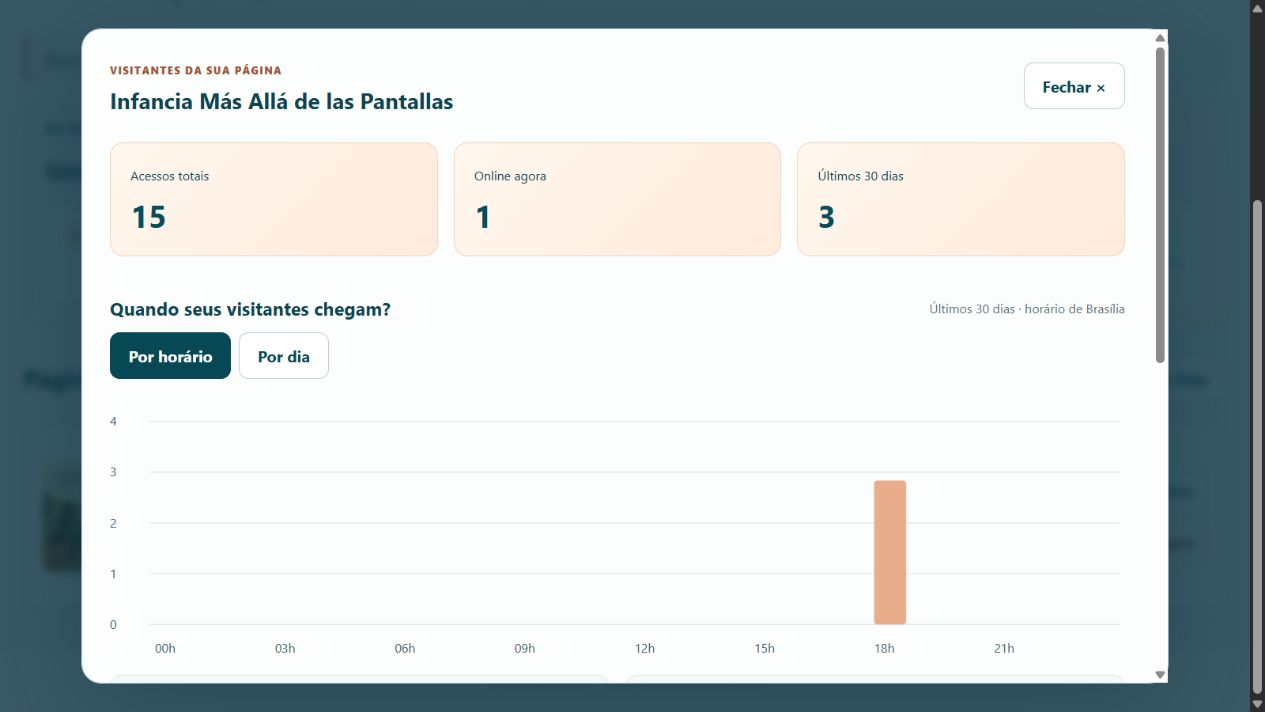 VISITANTES DA SUA PÁGINA
Infancia Más Allá de las Pantallas
Fechar ×
Acessos totais
15
Online agora
1
Últimos 30 dias
3
Quando seus visitantes chegam?
Últimos 30 dias · horário de Brasília
Por horário
Por dia
4
3
2
1
0
00h
03h
06h
09h
12h
15h
18h
21h